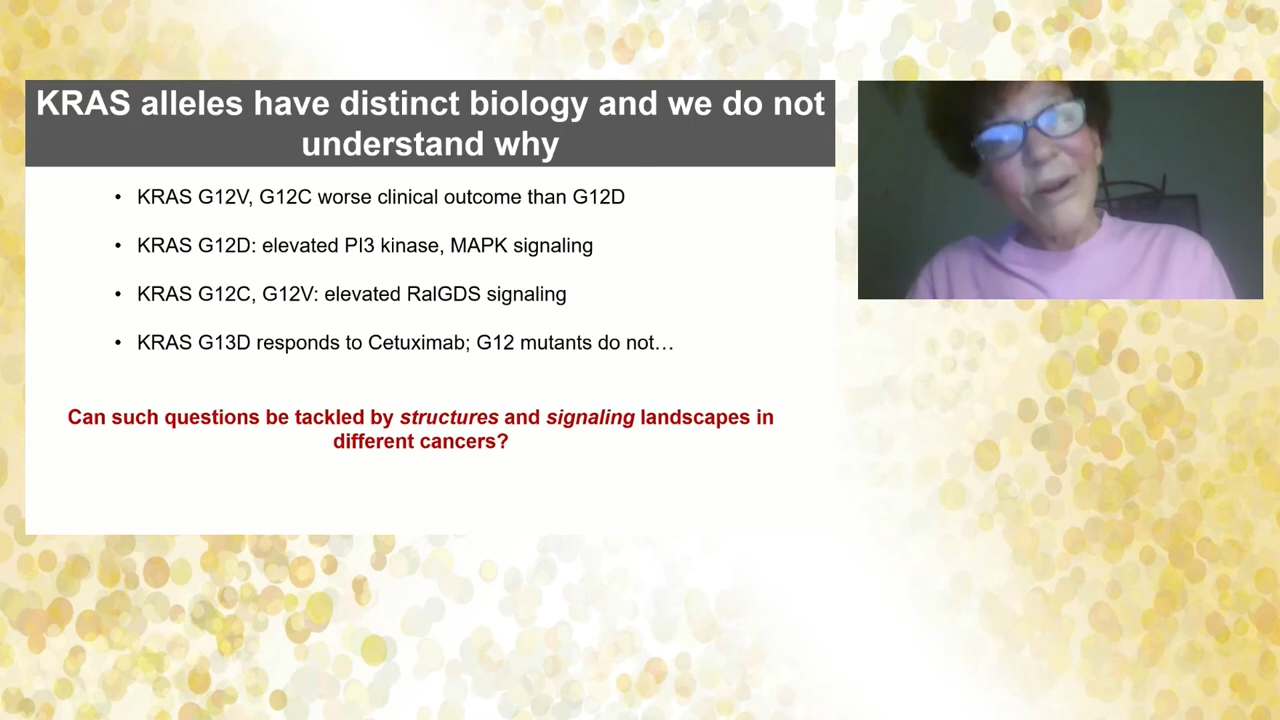 KRAS alleles have distinct biology and we do not
understand why
• KRAS G12V, G12C worse clinical outcome than G12D
• KRAS G12D: elevated PI3 kinase, MAPK signaling
• KRAS G12C, G12V: elevated RalGDS signaling
• KRAS G13D responds to Cetuximab; G12 mutants do not…
Can such questions be tackled by structures and signaling landscapes in
different cancers?